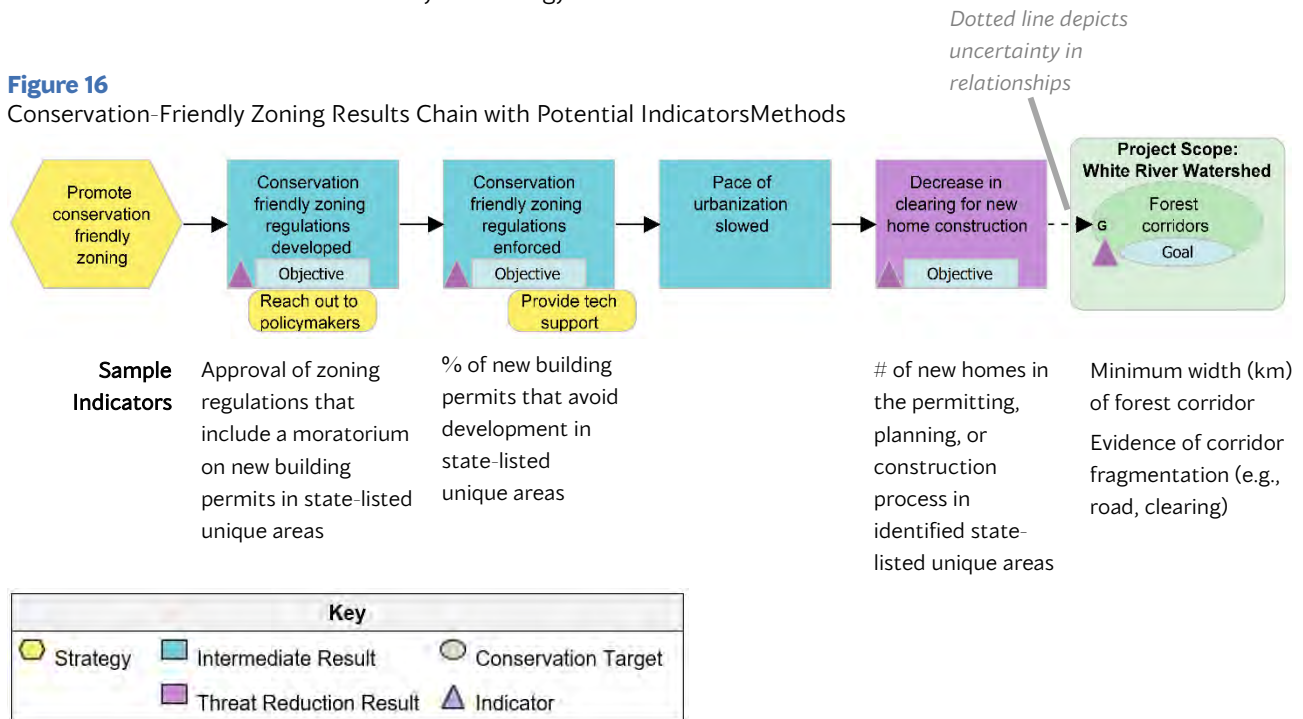 Dotted line depicts
uncertainty in
relationships
Figure 16
Conservation-Friendly Zoning Results Chain with Potential IndicatorsMethods
Promote
conservation
friendly
zoning
Conservation
friendly zoning
regulations
developed
Objective
Reach out to
policymakers
Conservation
friendly zoning
regulations
enforced
Objective
Provide tech
support
Pace of
urbanization
slowed
Decrease in
clearing for new
home construction
Objective
Project Scope:
White River Watershed
Forest
corridors
G
Goal
Sample
Indicators
Approval of zoning
regulations that
include a moratorium
on new building
permits in state-listed
unique areas
% of new building
permits that avoid
development in
state-listed
unique areas
# of new homes in
the permitting,
planning, or
construction
process in
identified state-
listed unique areas
Minimum width (km)
of forest corridor
Evidence of corridor
fragmentation (e.g.,
road, clearing)
Key
Strategy
Intermediate Result
Conservation Target
Threat Reduction Result
Indicator